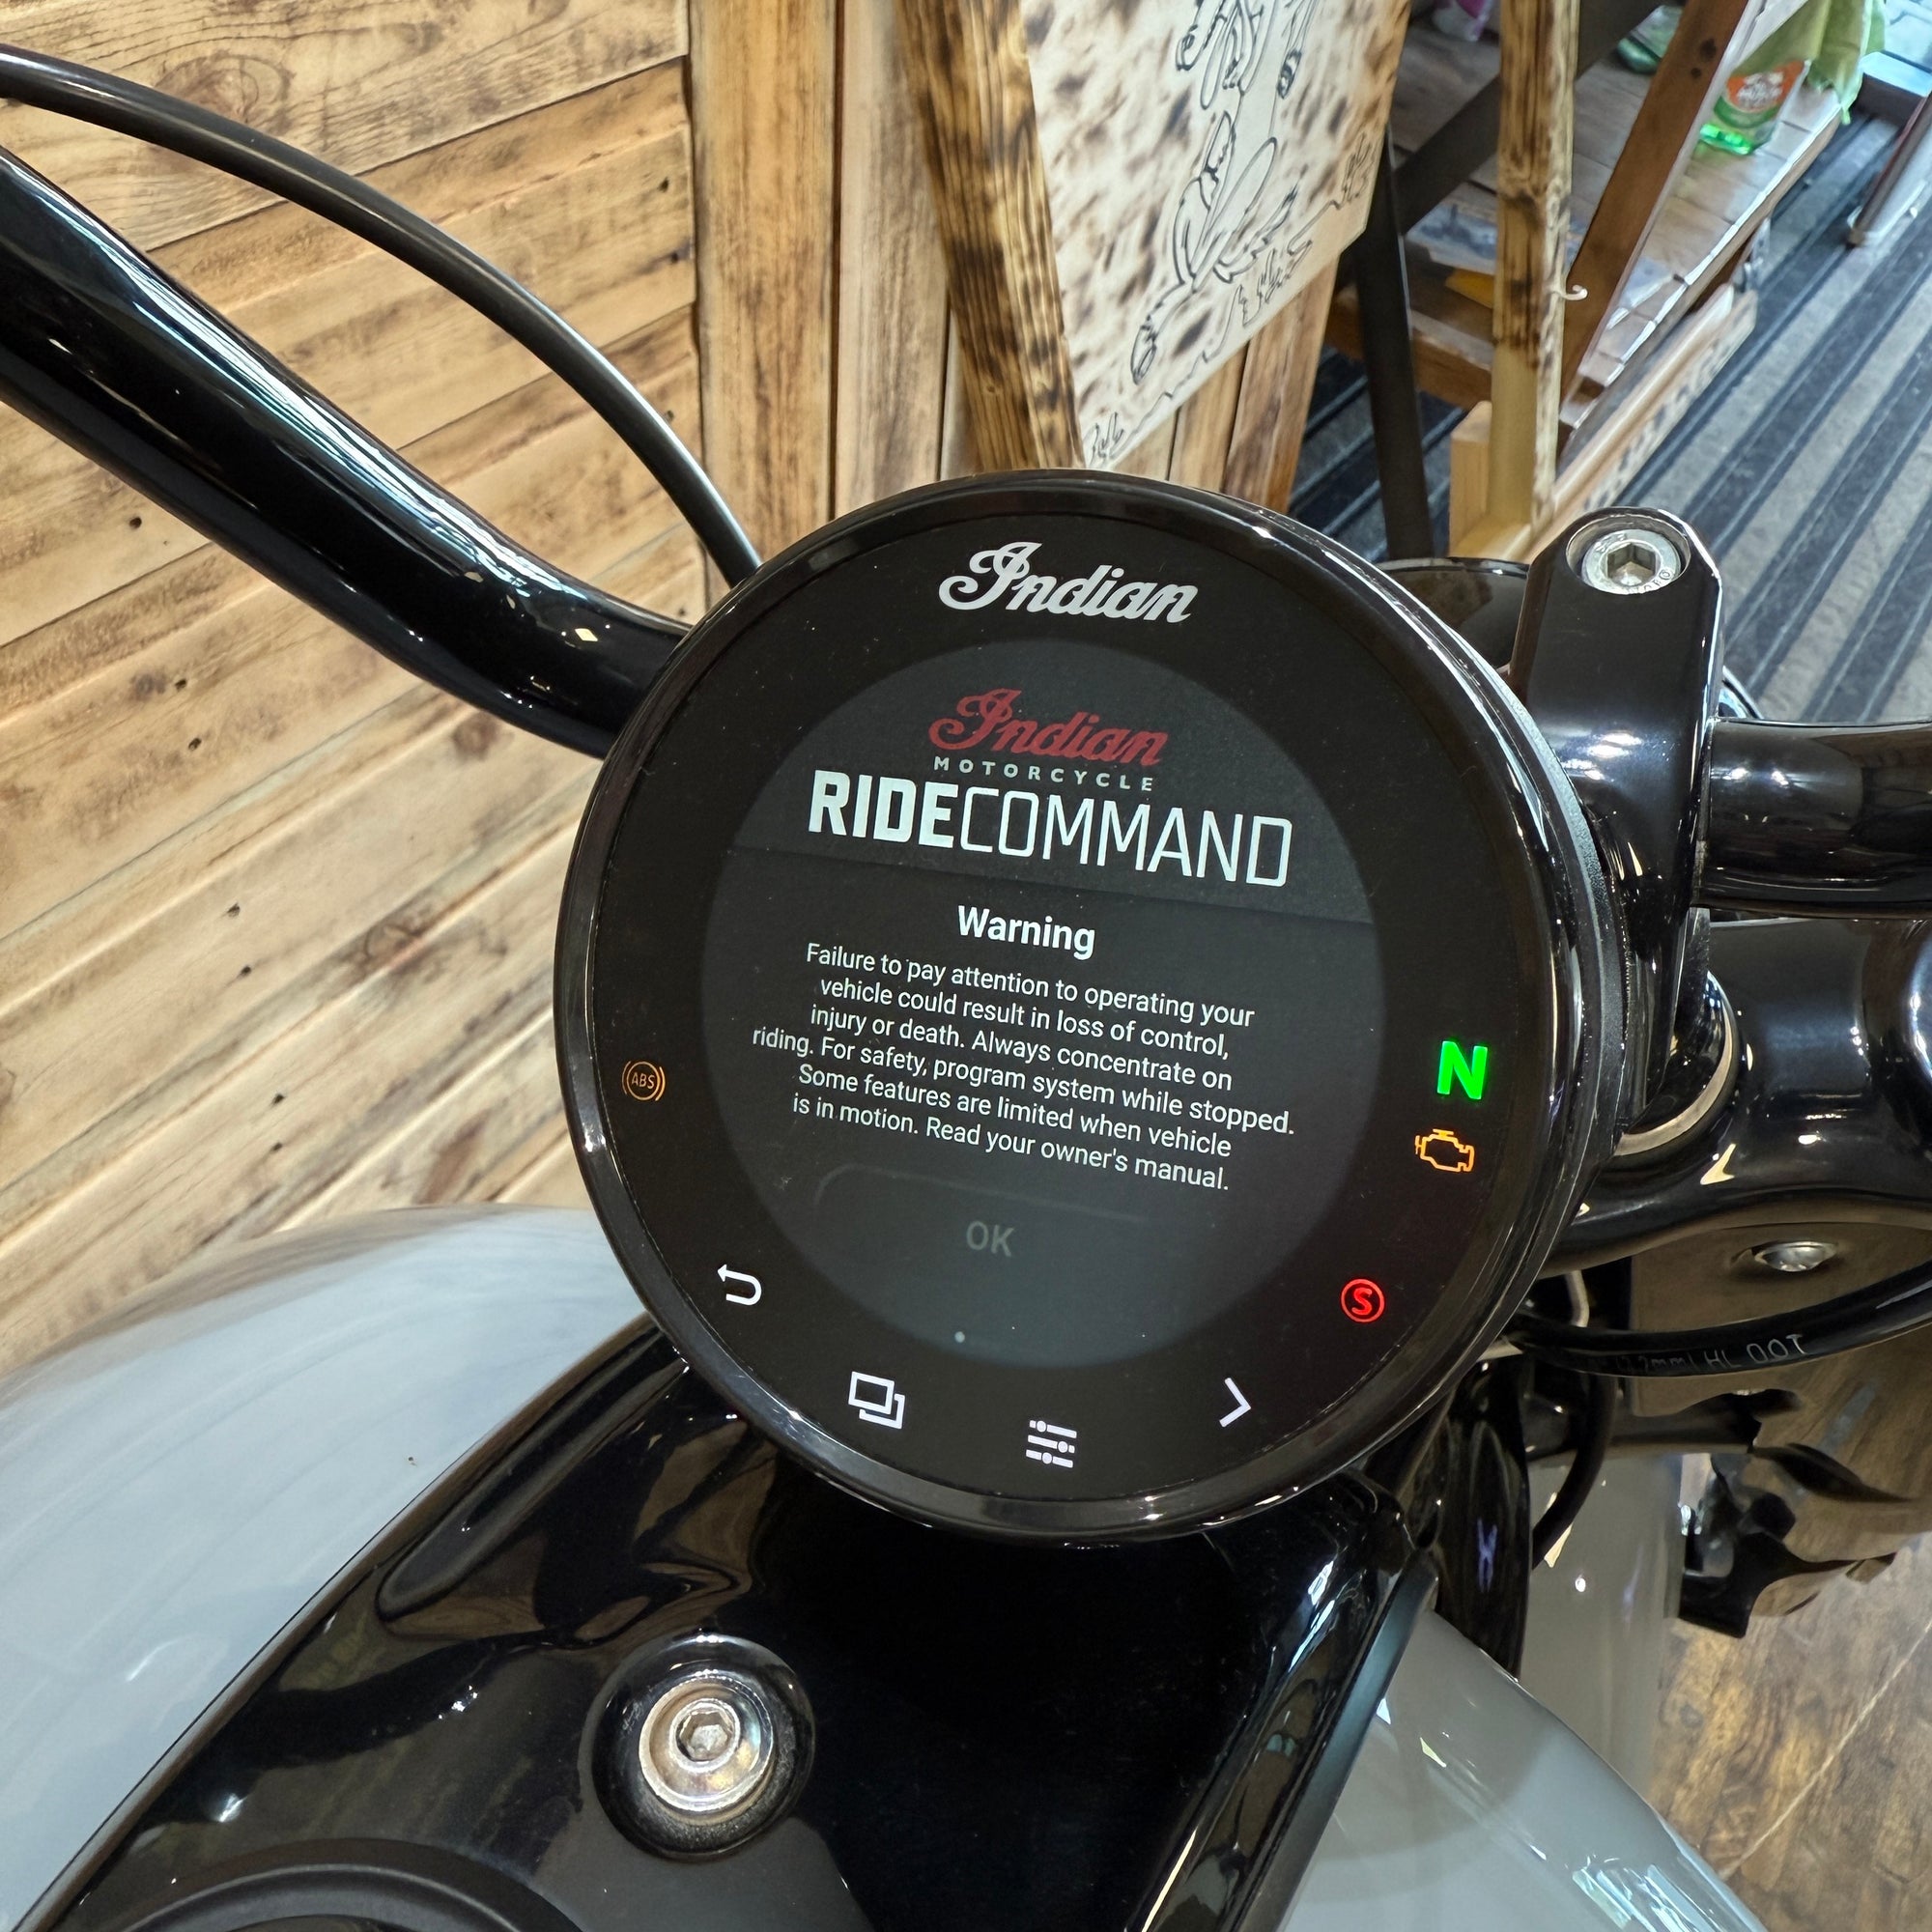 Indian
Indian
MOTORCYCLE
RIDECOMMAND
Warning
Failure to pay attention to operating your
vehicle could result in loss of control,
injury or death. Always concentrate on
riding. For safety, program system while stopped.
Some features are limited when vehicle
is in motion. Read your owner's manual.
OK
ABS
N
S